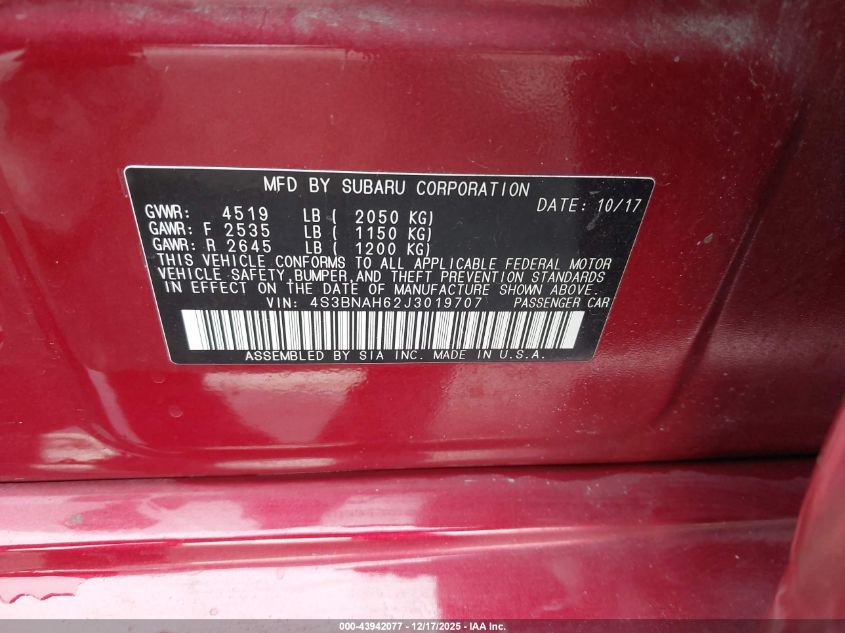 MFD BY SUBARU CORPORATION
DATE: 10/17
GVWR: 4519 LB ( 2050 KG)
GAWR: F 2535 LB ( 1150 KG)
GAWR: R 2645 LB ( 1200 KG)
THIS VEHICLE CONFORMS TO ALL APPLICABLE FEDERAL MOTOR
VEHICLE SAFETY, BUMPER, AND THEFT PREVENTION STANDARDS
IN EFFECT ON THE DATE OF MANUFACTURE SHOWN ABOVE.
VIN: 4S3BNAH62J3019707 PASSENGER CAR
ASSEMBLED BY SIA INC. MADE IN U.S.A.
000-43942077 — 12/17/2025 — IAA Inc.